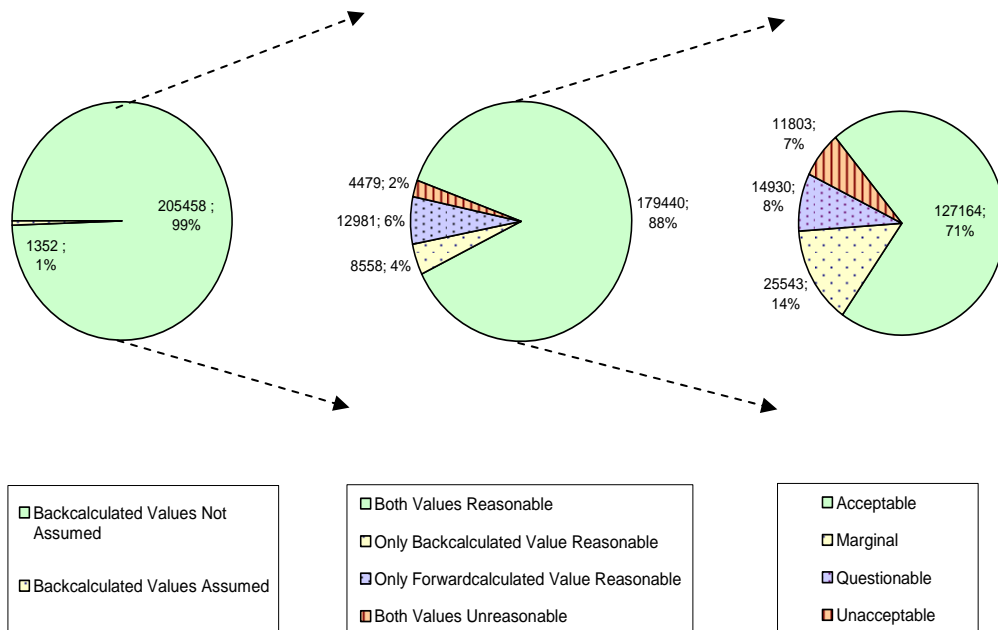 205458 ;
99%
1352 ;
1%
4479; 2%
12981; 6%
8558; 4%
179440;
88%
11803;
7%
14930;
8%
25543;
14%
127164;
71%
Backcalculated Values Not
Assumed
Backcalculated Values Assumed
Both Values Reasonable
Only Backcalculated Value Reasonable
Only Forwardcalculated Value Reasonable
Both Values Unreasonable
Acceptable
Marginal
Questionable
Unacceptable